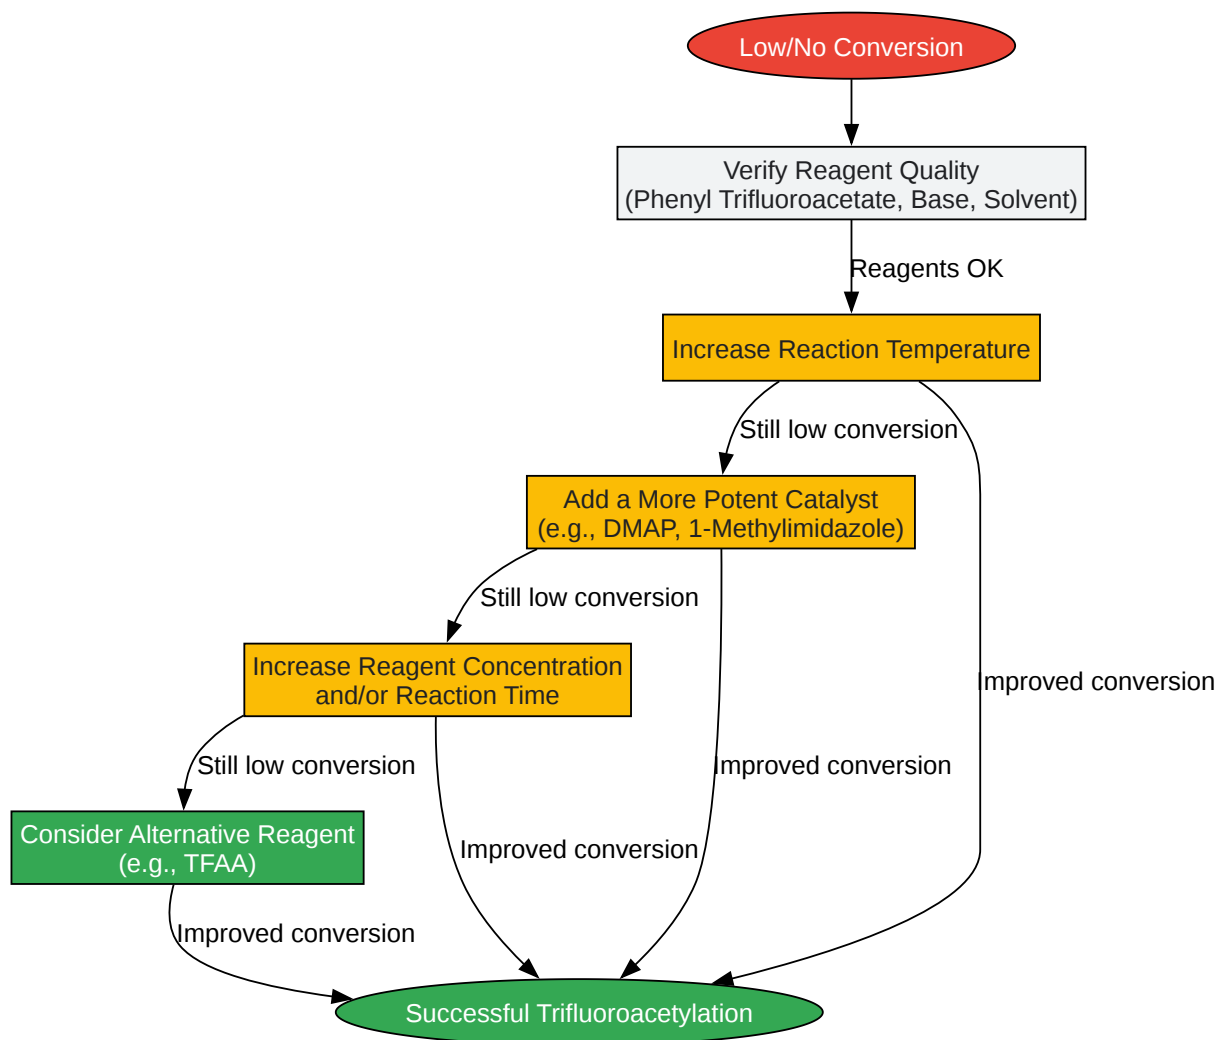 Low/No Conversion
Verify Reagent Quality
(Phenyl Trifluoroacetate, Base, Solvent)
Reagents OK
Increase Reaction Temperature
Still low conversion
Add a More Potent Catalyst
(e.g., DMAP, 1-Methylimidazole)
Still low conversion
Increase Reagent Concentration
and/or Reaction Time
Improved conversion
Still low conversion
Improved conversion
Consider Alternative Reagent
(e.g., TFAA)
Improved conversion
Improved conversion
Successful Trifluoroacetylation